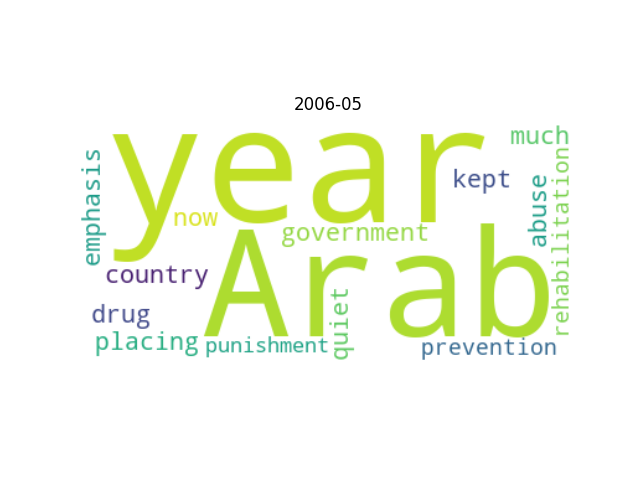 2006-05
year
much
emphasis
kept
abuse
rehabilitation
now
government
Arab
country
drug
quiet
placing
punishment
prevention